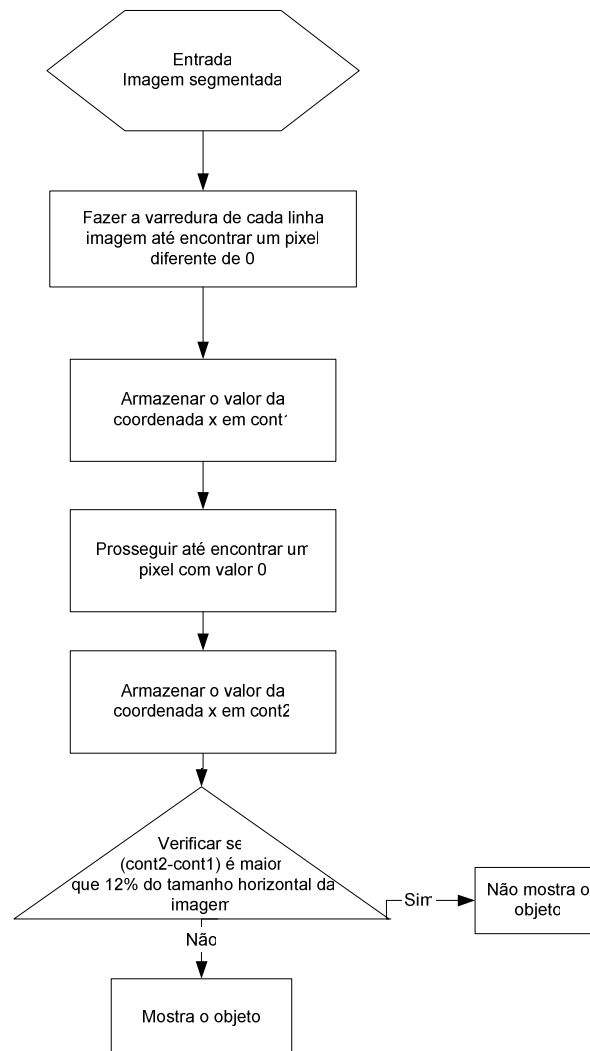 Entrada
Imagem segmentada
Fazer a varredura de cada linha
imagem até encontrar um pixel
diferente de 0
Armazenar o valor da
coordenada x em cont1
Prosseguir até encontrar um
pixel com valor 0
Armazenar o valor da
coordenada x em cont2
Verificar se
(cont2-cont1) é maior
que 12% do tamanho horizontal da
imagem
Sim
Não mostra o
objeto
Não
Mostra o objeto